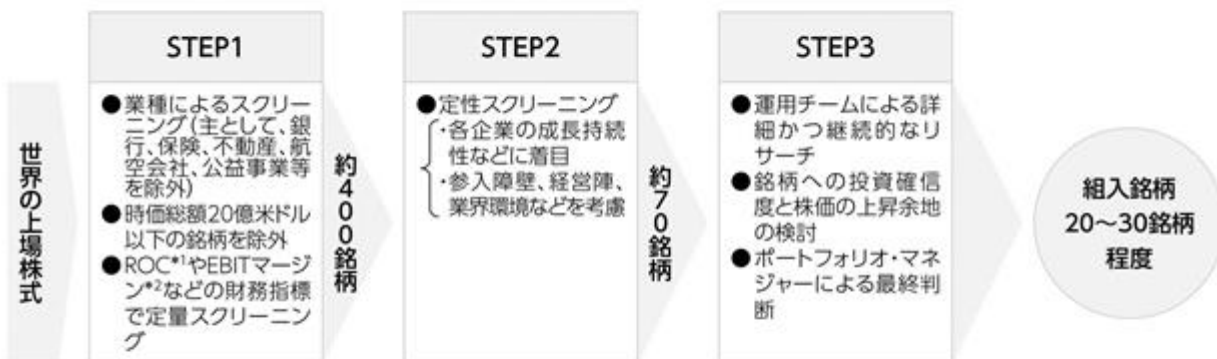 世界の上場株式
STEP1
●業種によるスクリー
ニング(主として、銀
行、保険、不動産、航
空会社、公益事業等
を除外)
●時価総額20億米ドル
以下の銘柄を除外
●ROC*1やEBITマージ
ン*2などの財務指標
で定量スクリーニン
グ
約400銘柄
STEP2
●定性スクリーニング
・各企業の成長持続
性などに着目
・参入障壁、経営陣、
業界環境などを考慮
約70銘柄
STEP3
●運用チームによる詳
細かつ継続的なリ
サーチ
●銘柄への投資確信
度と株価の上昇余地
の検討
●ポートフォリオ・マネ
ジャーによる最終判
断
組入銘柄
20〜30銘柄
程度